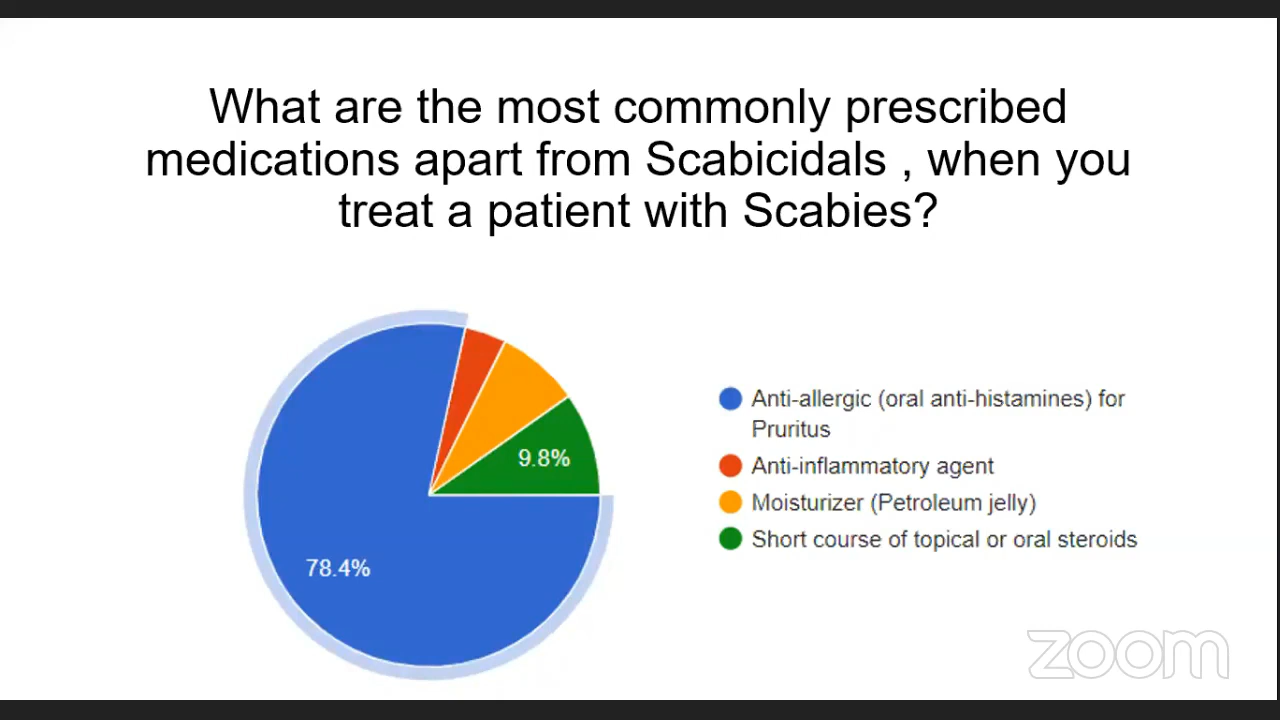 What are the most commonly prescribed
medications apart from Scabicidals , when you
treat a patient with Scabies?
9.8%
78.4%
Anti-allergic (oral anti-histamines) for
Pruritus
Anti-inflammatory agent
Moisturizer (Petroleum jelly)
Short course of topical or oral steroids
zoom